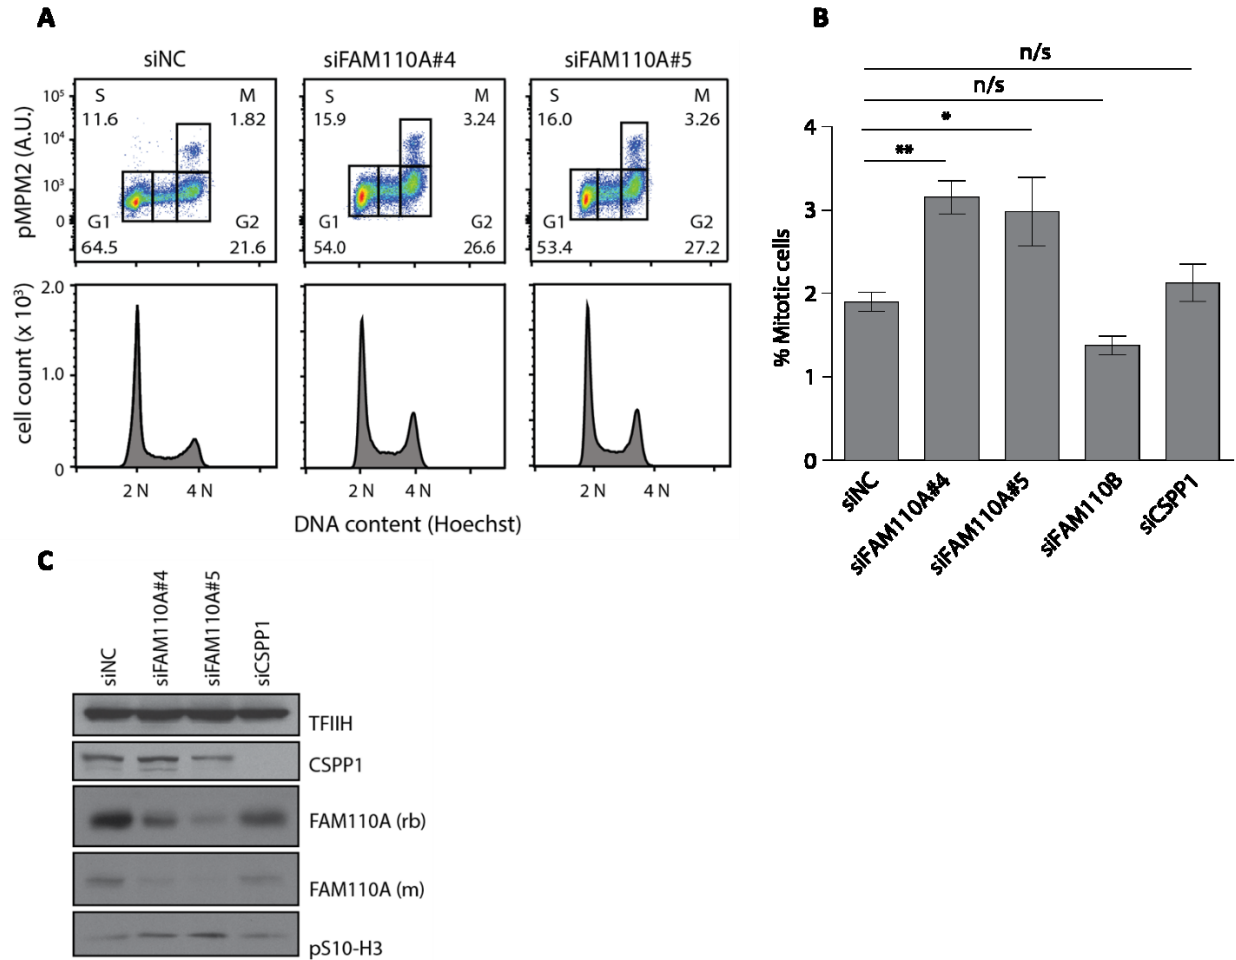 A
siNC
siFAM110A#4
siFAM110A#5
pMPM2 (A.U.)
10⁵
10⁴
10³
0
S
11.6
M
1.82
G1
64.5
G2
21.6
S
15.9
M
3.24
G1
54.0
G2
26.6
S
16.0
M
3.26
G1
53.4
G2
27.2
cell count (x 10³)
2.0
1.0
0
2 N
4 N
2 N
4 N
2 N
4 N
DNA content (Hoechst)
B
n/s
n/s
*
**
% Mitotic cells
4
3
2
1
0
siNC
siFAM110A#4
siFAM110A#5
siFAM110B
siCSPP1
C
siNC
siFAM110A#4
siFAM110A#5
siCSPP1
TFIIH
CSPP1
FAM110A (rb)
FAM110A (m)
pS10-H3